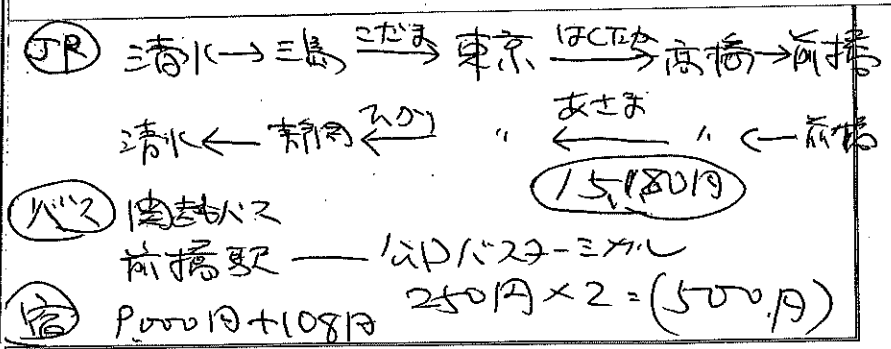 JR 清水→三島 こだま→ 東京 はくたか→ 高橋→前橋
清水← 静岡 ひかり← 〃 あさま← 〃 ←前橋
15,180円
バス 関越バス
前橋駅 ― 公田バスターミナル
250円×2=(500円)
宿 9,000円+108円